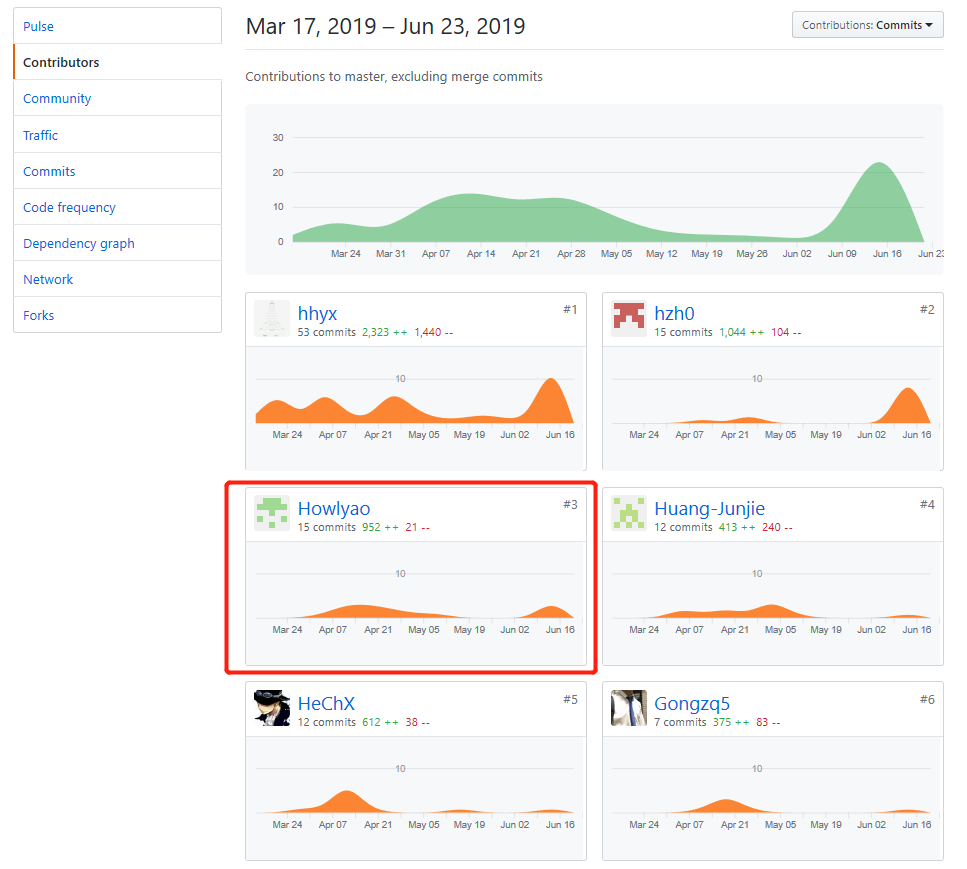 Pulse
Contributors
Community
Traffic
Commits
Code frequency
Dependency graph
Network
Forks
Mar 17, 2019 – Jun 23, 2019
Contributions: Commits
Contributions to master, excluding merge commits
30
20
10
0
Mar 24 Mar 31 Apr 07 Apr 14 Apr 21 Apr 28 May 05 May 12 May 19 May 26 Jun 02 Jun 09 Jun 16 Jun 23
hhyx #1
53 commits 2,323 ++ 1,440 --
10
Mar 24 Apr 07 Apr 21 May 05 May 19 Jun 02 Jun 16
hzh0 #2
15 commits 1,044 ++ 104 --
10
Mar 24 Apr 07 Apr 21 May 05 May 19 Jun 02 Jun 16
Howlyao #3
15 commits 952 ++ 21 --
10
Mar 24 Apr 07 Apr 21 May 05 May 19 Jun 02 Jun 16
Huang-Junjie #4
12 commits 413 ++ 240 --
10
Mar 24 Apr 07 Apr 21 May 05 May 19 Jun 02 Jun 16
HeChX #5
12 commits 612 ++ 38 --
10
Mar 24 Apr 07 Apr 21 May 05 May 19 Jun 02 Jun 16
Gongzq5 #6
7 commits 375 ++ 83 --
10
Mar 24 Apr 07 Apr 21 May 05 May 19 Jun 02 Jun 16